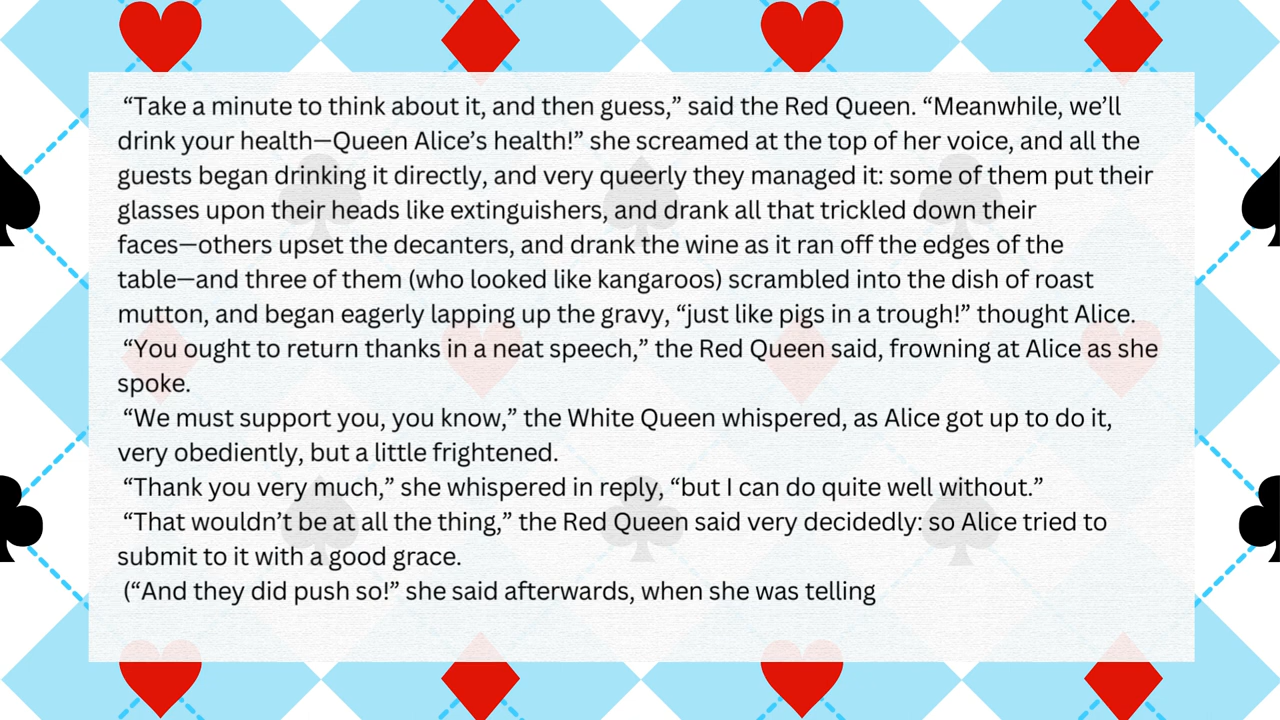 “Take a minute to think about it, and then guess,” said the Red Queen. “Meanwhile, we’ll
drink your health—Queen Alice’s health!” she screamed at the top of her voice, and all the
guests began drinking it directly, and very queerly they managed it: some of them put their
glasses upon their heads like extinguishers, and drank all that trickled down their
faces—others upset the decanters, and drank the wine as it ran off the edges of the
table—and three of them (who looked like kangaroos) scrambled into the dish of roast
mutton, and began eagerly lapping up the gravy, “just like pigs in a trough!” thought Alice.
“You ought to return thanks in a neat speech,” the Red Queen said, frowning at Alice as she
spoke.
“We must support you, you know,” the White Queen whispered, as Alice got up to do it,
very obediently, but a little frightened.
“Thank you very much,” she whispered in reply, “but I can do quite well without.”
“That wouldn’t be at all the thing,” the Red Queen said very decidedly: so Alice tried to
submit to it with a good grace.
(“And they did push so!” she said afterwards, when she was telling